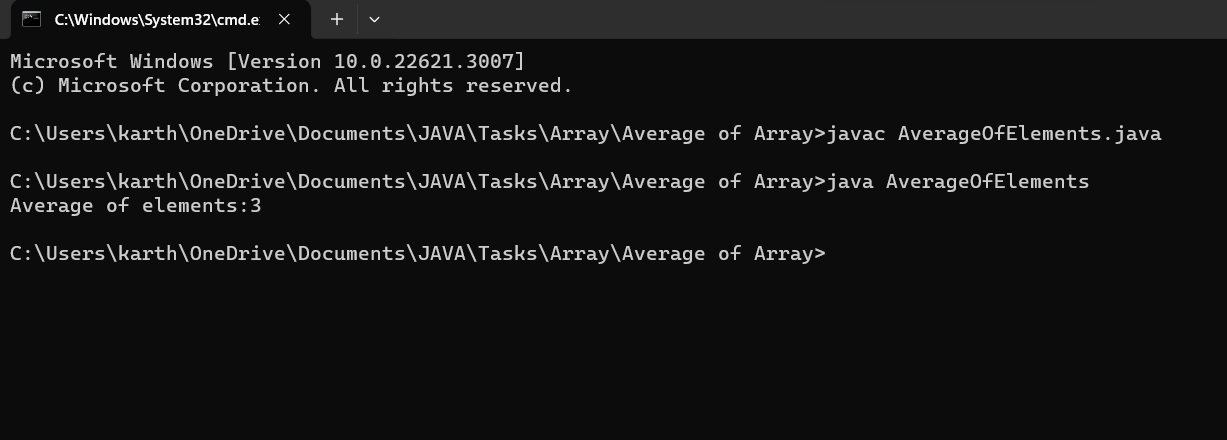 C:\Windows\System32\cmd.e
Microsoft Windows [Version 10.0.22621.3007]
(c) Microsoft Corporation. All rights reserved.
C:\Users\karth\OneDrive\Documents\JAVA\Tasks\Array\Average of Array>javac AverageOfElements.java
C:\Users\karth\OneDrive\Documents\JAVA\Tasks\Array\Average of Array>java AverageOfElements
Average of elements:3
C:\Users\karth\OneDrive\Documents\JAVA\Tasks\Array\Average of Array>